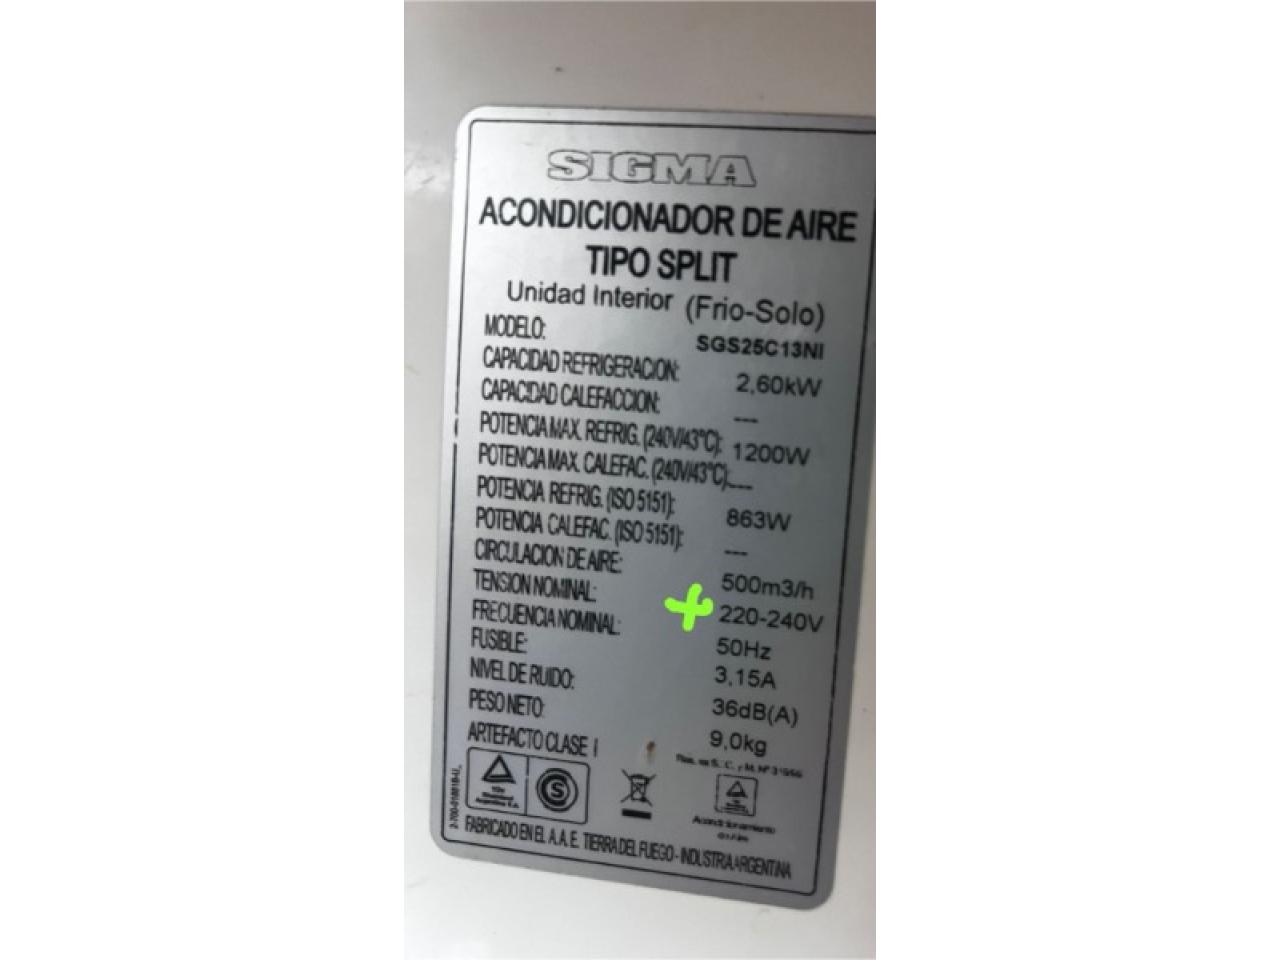 SIGMA
ACONDICIONADOR DE AIRE
TIPO SPLIT
Unidad Interior (Frio-Solo)
MODELO: SGS25C13NI
CAPACIDAD REFRIGERACION: 2,60kW
CAPACIDAD CALEFACCION: ---
POTENCIA MAX. REFRIG. (240V/43°C): 1200W
POTENCIA MAX. CALEFAC. (240V/43°C): ---
POTENCIA REFRIG. (ISO 5151): 863W
POTENCIA CALEFAC. (ISO 5151): ---
CIRCULACION DE AIRE: 500m3/h
TENSION NOMINAL: 220-240V
FRECUENCIA NOMINAL: 50Hz
FUSIBLE: 3,15A
NIVEL DE RUIDO: 36dB(A)
PESO NETO: 9,0kg
ARTEFACTO CLASE I
Acondicionamiento
FABRICADO EN EL A.A.E. TIERRA DEL FUEGO - INDUSTRIA ARGENTINA